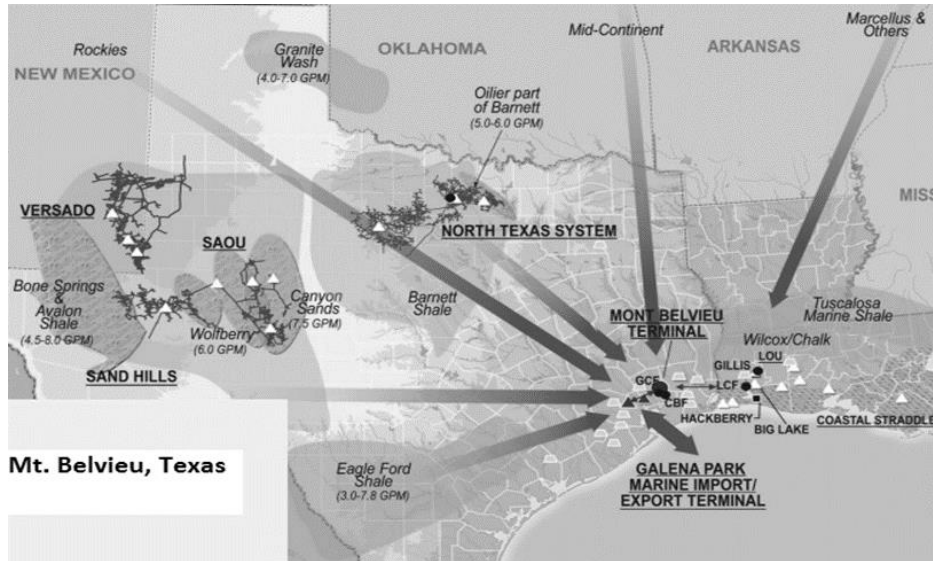 Rockies
NEW MEXICO
Granite
Wash
(4.0-7.0 GPM)
OKLAHOMA
Mid-Continent
ARKANSAS
Marcellus &
Others
Oilier part
of Barnett
(5.0-6.0 GPM)
MISS
VERSADO
SAOU
NORTH TEXAS SYSTEM
Bone Springs
&
Avalon
Shale
(4.5-8.0 GPM)
Wolfberry
(6.0 GPM)
Canyon
Sands
(7.5 GPM)
SAND HILLS
Barnett
Shale
MONT BELVIEU
TERMINAL
Tuscalosa
Marine Shale
Wilcox/Chalk
GILLIS
LOU
GCF
CBF
LCF
HACKBERRY
BIG LAKE
COASTAL STRADDLE
Mt. Belvieu, Texas
Eagle Ford
Shale
(3.0-7.8 GPM)
GALENA PARK
MARINE IMPORT/
EXPORT TERMINAL